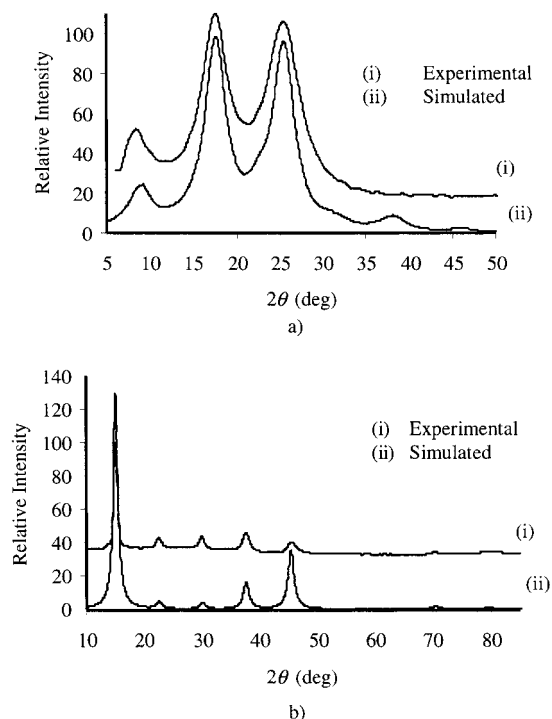 100
80
60
40
20
0
Relative Intensity
(i) Experimental
(ii) Simulated
(i)
(ii)
5 10 15 20 25 30 35 40 45 50
2θ (deg)
a)
140
120
100
80
60
40
20
0
Relative Intensity
(i) Experimental
(ii) Simulated
(i)
(ii)
10 20 30 40 50 60 70 80
2θ (deg)
b)